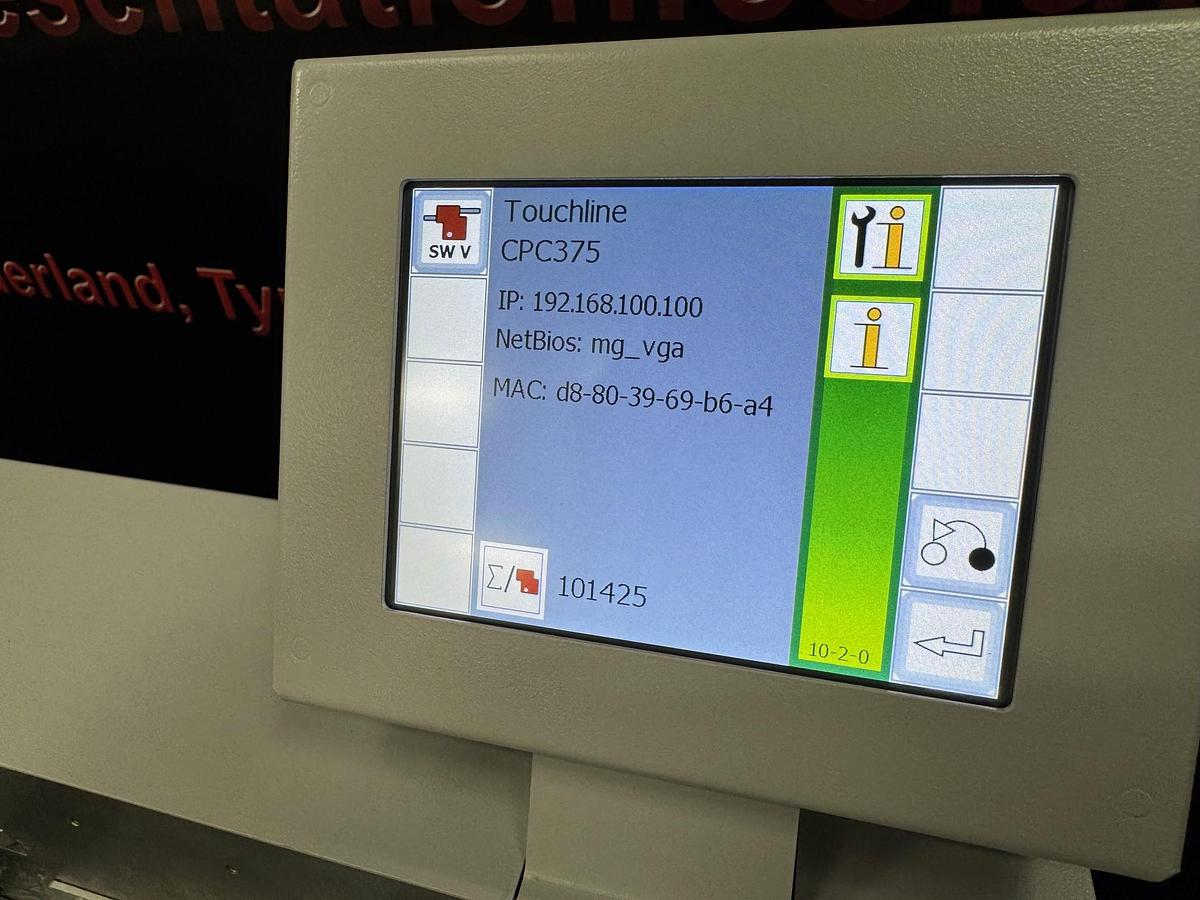 Touchline
CPC375
SW V
IP: 192.168.100.100
NetBios: mg_vga
MAC: d8-80-39-69-b6-a4
Σ/
101425
10-2-0